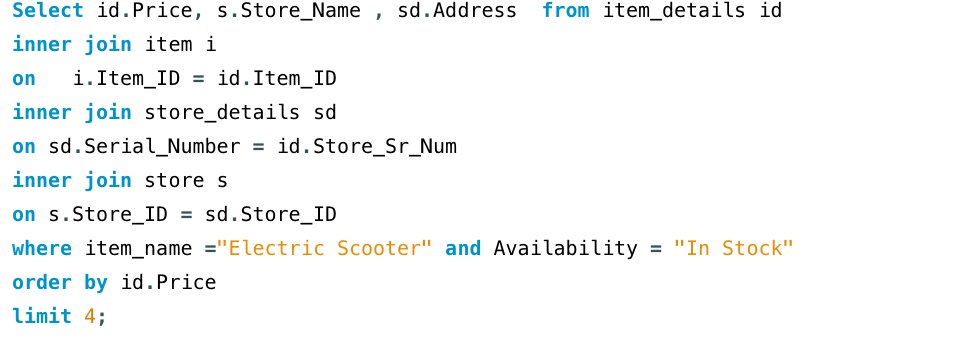 Select id.Price, s.Store_Name , sd.Address  from item_details id
inner join item i
on   i.Item_ID = id.Item_ID
inner join store_details sd
on sd.Serial_Number = id.Store_Sr_Num
inner join store s
on s.Store_ID = sd.Store_ID
where item_name ="Electric Scooter" and Availability = "In Stock"
order by id.Price
limit 4;